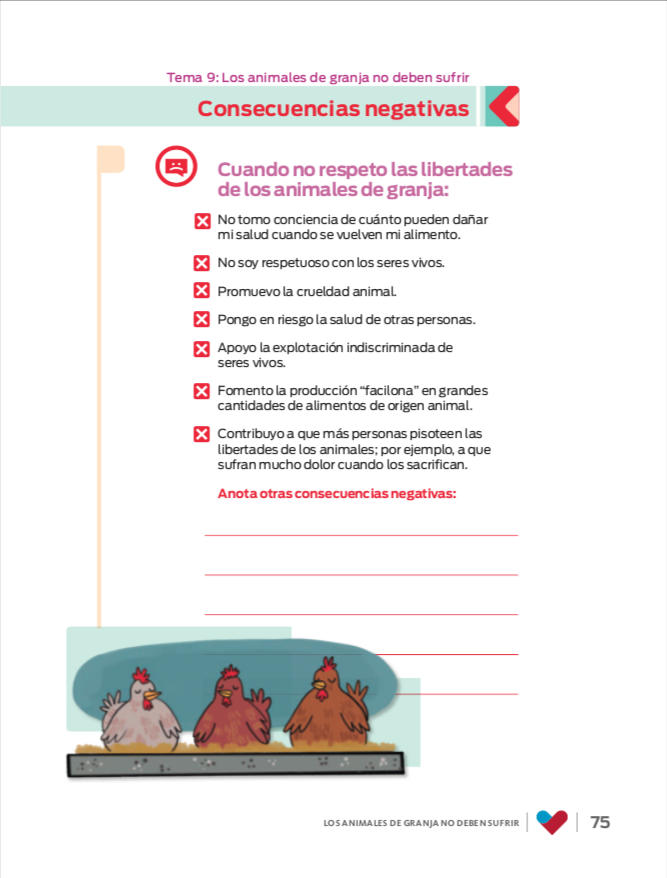 Tema 9: Los animales de granja no deben sufrir
Consecuencias negativas
Cuando no respeto las libertades
de los animales de granja:
No tomo conciencia de cuánto pueden dañar
mi salud cuando se vuelven mi alimento.
No soy respetuoso con los seres vivos.
Promuevo la crueldad animal.
Pongo en riesgo la salud de otras personas.
Apoyo la explotación indiscriminada de
seres vivos.
Fomento la producción “facilona” en grandes
cantidades de alimentos de origen animal.
Contribuyo a que más personas pisoteen las
libertades de los animales; por ejemplo, a que
sufran mucho dolor cuando los sacrifican.
Anota otras consecuencias negativas:
LOS ANIMALES DE GRANJA NO DEBEN SUFRIR
75